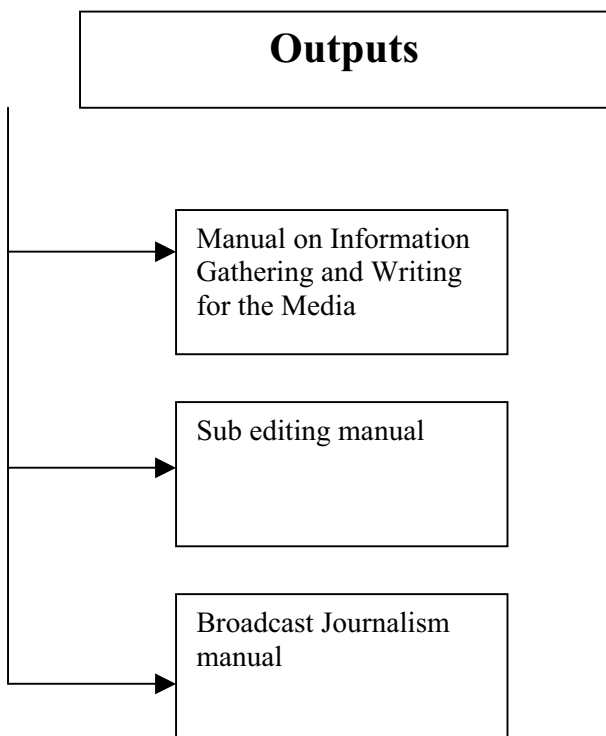 Outputs
Manual on Information
Gathering and Writing
for the Media
Sub editing manual
Broadcast Journalism
manual